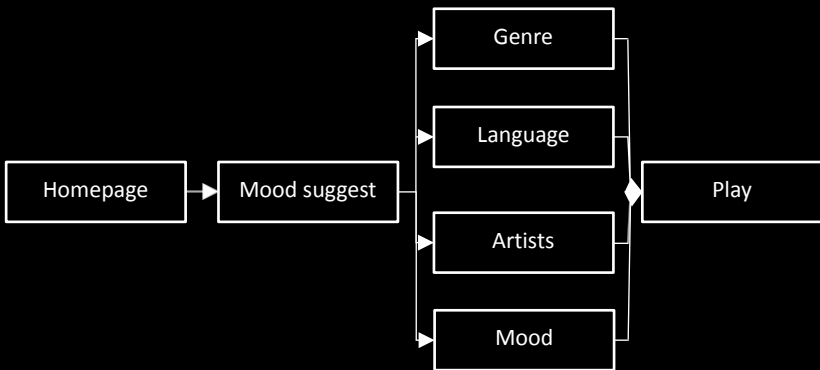 Homepage
Mood suggest
Genre
Language
Artists
Mood
Play